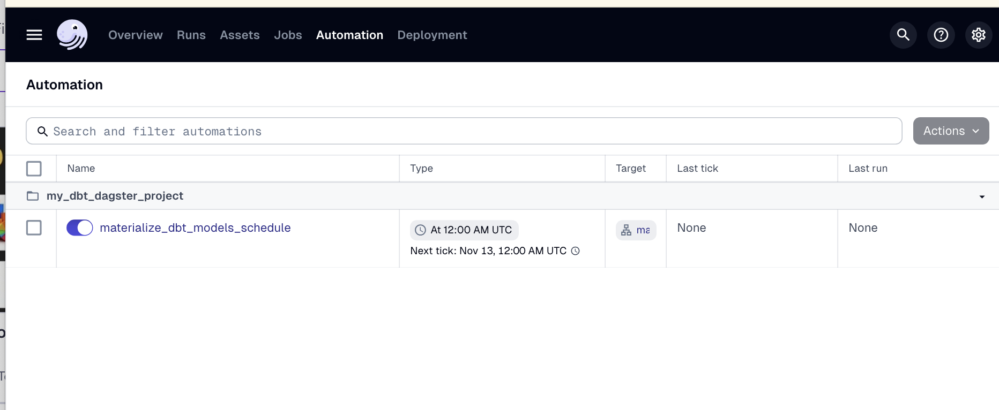 Overview Runs Assets Jobs Automation Deployment
Automation
Search and filter automations
Actions
Name Type Target Last tick Last run
my_dbt_dagster_project
materialize_dbt_models_schedule At 12:00 AM UTC ma None None
Next tick: Nov 13, 12:00 AM UTC